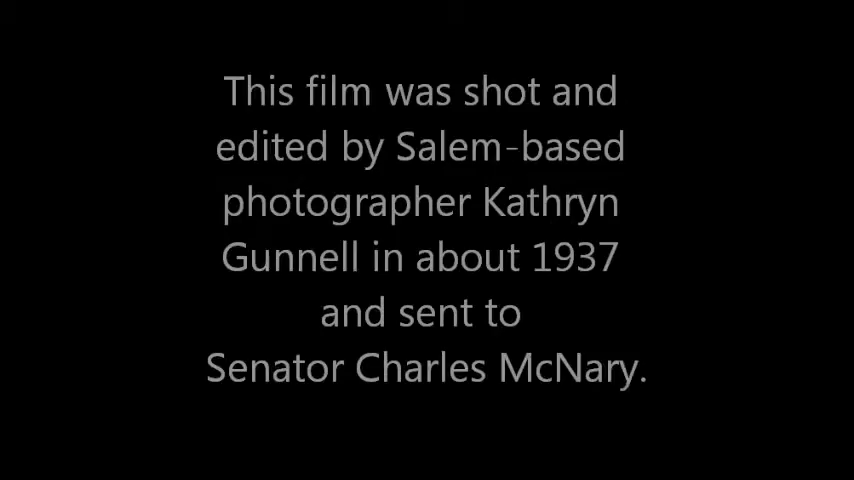 This film was shot and
edited by Salem-based
photographer Kathryn
Gunnell in about 1937
and sent to
Senator Charles McNary.